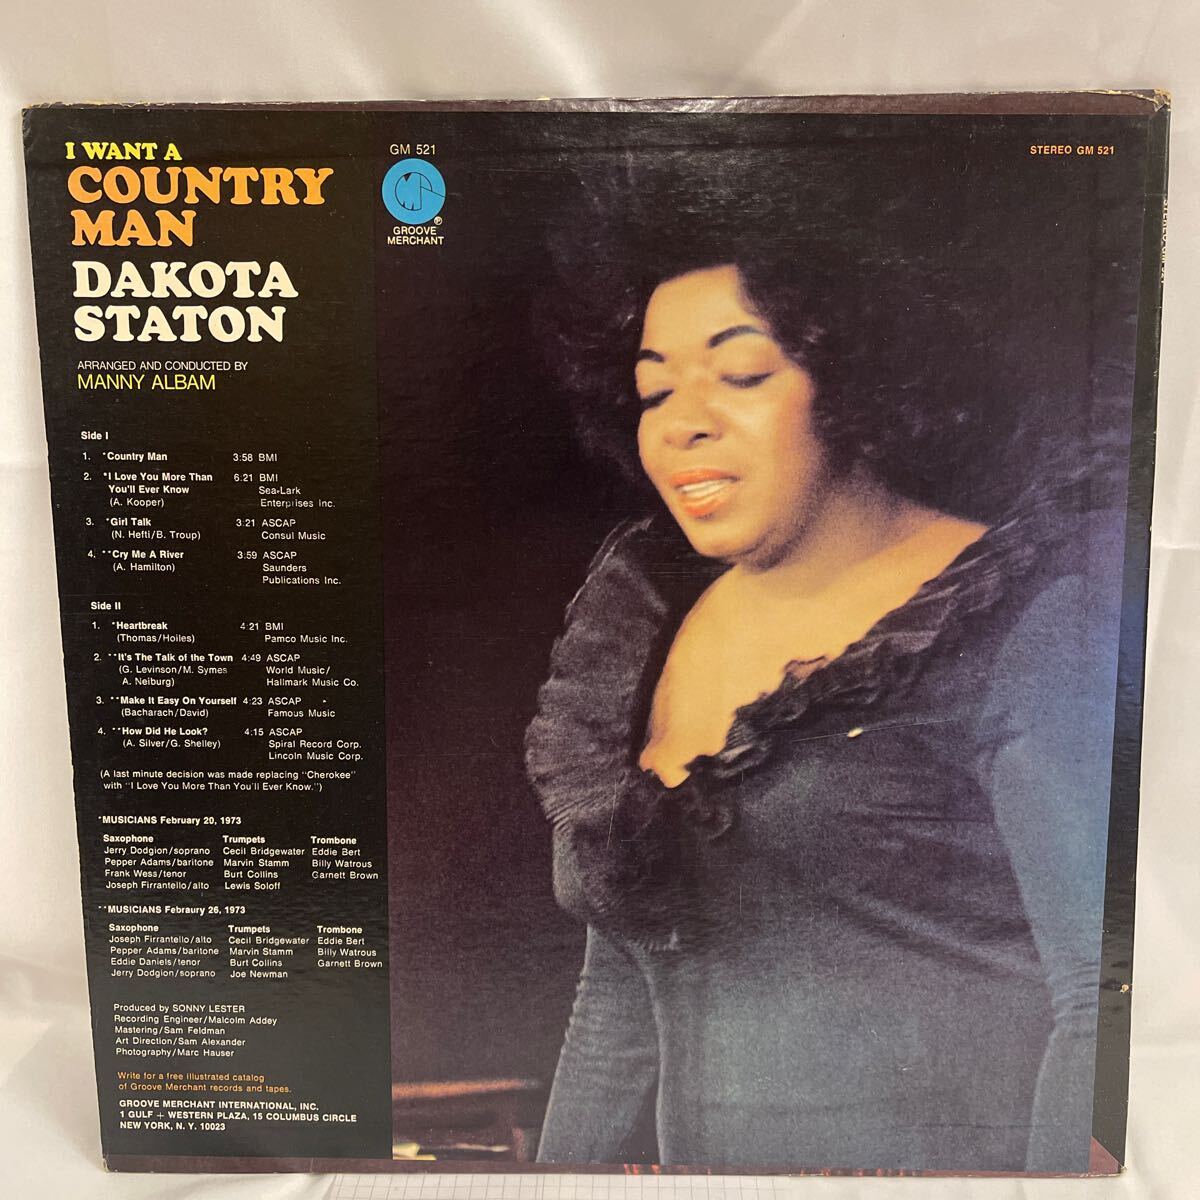 I WANT A
COUNTRY
MAN
DAKOTA
STATON
ARRANGED AND CONDUCTED BY
MANNY ALBAM
GM 521
GROOVE
MERCHANT
STEREO GM 521
Side I
1. *Country Man 3:58 BMI
2. *I Love You More Than 6:21 BMI
You'll Ever Know Sea-Lark
(A. Kooper) Enterprises Inc.
3. *Girl Talk 3:21 ASCAP
(N. Hefti/B. Troup) Consul Music
4. **Cry Me A River 3:59 ASCAP
(A. Hamilton) Saunders
Publications Inc.
Side II
1. *Heartbreak 4:21 BMI
(Thomas/Hoiles) Pamco Music Inc.
2. **It's The Talk of the Town 4:49 ASCAP
(G. Levinson/M. Symes World Music/
A. Neiburg) Hallmark Music Co.
3. **Make It Easy On Yourself 4:23 ASCAP
(Bacharach/David) Famous Music
4. **How Did He Look? 4:15 ASCAP
(A. Silver/G. Shelley) Spiral Record Corp.
Lincoln Music Corp.
(A last minute decision was made replacing "Cherokee"
with "I Love You More Than You'll Ever Know.")
*MUSICIANS February 20, 1973
Saxophone Trumpets Trombone
Jerry Dodgion/soprano Cecil Bridgewater Eddie Bert
Pepper Adams/baritone Marvin Stamm Billy Watrous
Frank Wess/tenor Burt Collins Garnett Brown
Joseph Firrantello/alto Lewis Soloff
**MUSICIANS Febraury 26, 1973
Saxophone Trumpets Trombone
Joseph Firrantello/alto Cecil Bridgewater Eddie Bert
Pepper Adams/baritone Marvin Stamm Billy Watrous
Eddie Daniels/tenor Burt Collins Garnett Brown
Jerry Dodgion/soprano Joe Newman
Produced by SONNY LESTER
Recording Engineer/Malcolm Addey
Mastering/Sam Feldman
Art Direction/Sam Alexander
Photography/Marc Hauser
Write for a free illustrated catalog
of Groove Merchant records and tapes.
GROOVE MERCHANT INTERNATIONAL, INC.
1 GULF + WESTERN PLAZA, 15 COLUMBUS CIRCLE
NEW YORK, N. Y. 10023
STEREO GM 521